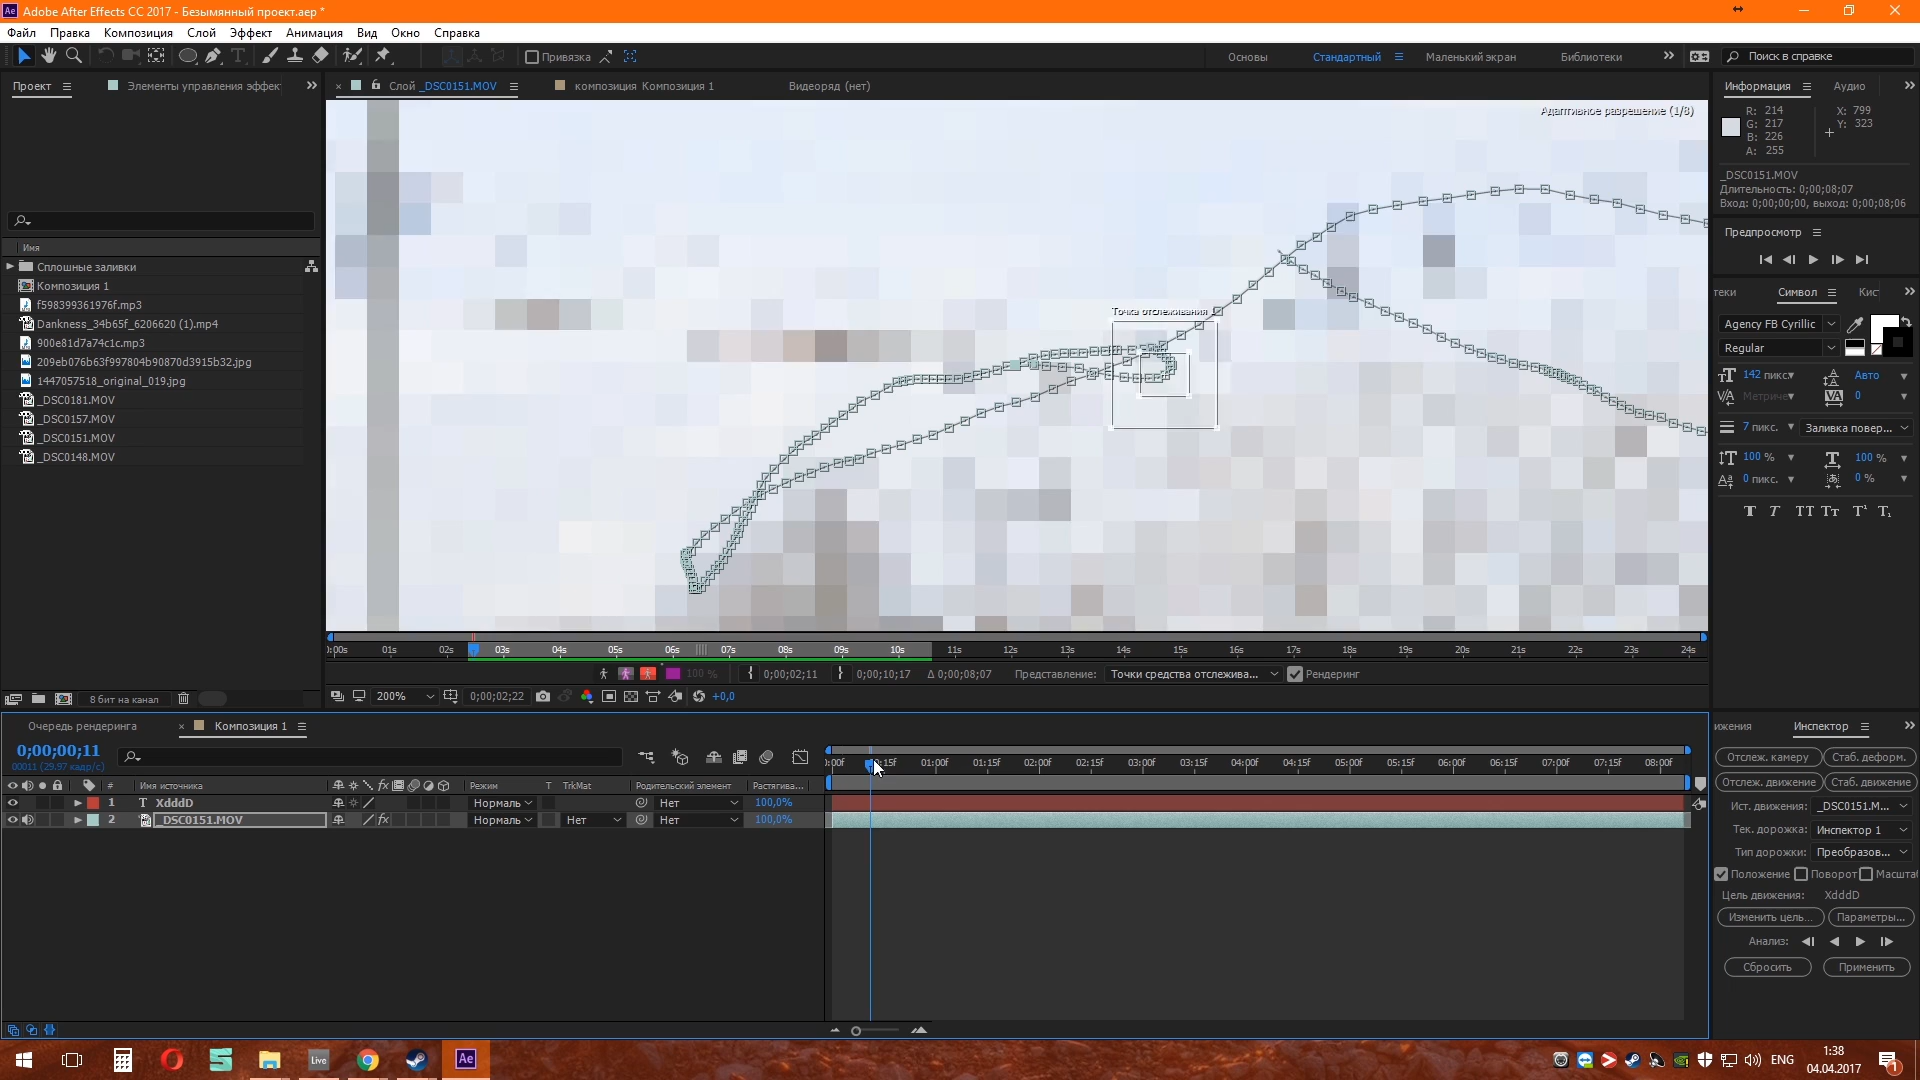 Adobe After Effects CC 2017 - Безымянный проект.aep *
Файл Правка Композиция Слой Эффект Анимация Вид Окно Справка
Привязка
Основы Стандартный Маленький экран Библиотеки Поиск в справке
Проект Элементы управления эффек
Слой _DSC0151.MOV композиция Композиция 1 Видеоряд (нет)
Информация Аудио
Адаптивное разрешение (1/8)
R: 214 X: 799
G: 217 Y: 323
B: 226
A: 255
_DSC0151.MOV
Длительность: 0;00;08;07
Вход: 0;00;00;00, выход: 0;00;08;06
Предпросмотр
Имя
Сплошные заливки
Композиция 1
f598399361976f.mp3
Dankness_34b65f_6206620 (1).mp4
900e81d7a74c1c.mp3
209eb076b63f997804b90870d3915b32.jpg
1447057518_original_019.jpg
_DSC0181.MOV
_DSC0157.MOV
_DSC0151.MOV
_DSC0148.MOV
Точка отслеживания 1
теки Символ Кис
Agency FB Cyrillic
Regular
142 пикс. Авто
Метриче 0
7 пикс. Заливка повер...
100 % 100 %
0 пикс. 0 %
T T TT Tт T¹ T₁
):00s 01s 02s 03s 04s 05s 06s 07s 08s 09s 10s 11s 12s 13s 14s 15s 16s 17s 18s 19s 20s 21s 22s 23s 24s
100 % 0;00;02;11 0;00;10;17 Δ 0;00;08;07 Представление: Точки средства отслежива... Рендеринг
8 бит на канал 200% 0;00;02;22 +0,0
Очередь рендеринга Композиция 1
0;00;00;11
00011 (29.97 кадр/с)
):00f 0:15f 01:00f 01:15f 02:00f 02:15f 03:00f 03:15f 04:00f 04:15f 05:00f 05:15f 06:00f 06:15f 07:00f 07:15f 08:00f
# Имя источника Режим T TrkMat Родительский элемент Растягива...
1 T XdddD Нормаль Нет 100,0%
2 _DSC0151.MOV Нормаль Нет Нет 100,0%
ижения Инспектор
Отслеж. камеру Стаб. деформ.
Отслеж. движение Стаб. движение
Ист. движения: _DSC0151.M...
Тек. дорожка: Инспектор 1
Тип дорожки: Преобразов...
Положение Поворот Масшта
Цель движения: XdddD
Изменить цель... Параметры...
Анализ:
Сбросить Применить
Live Ae ENG 1:38
04.04.2017 1